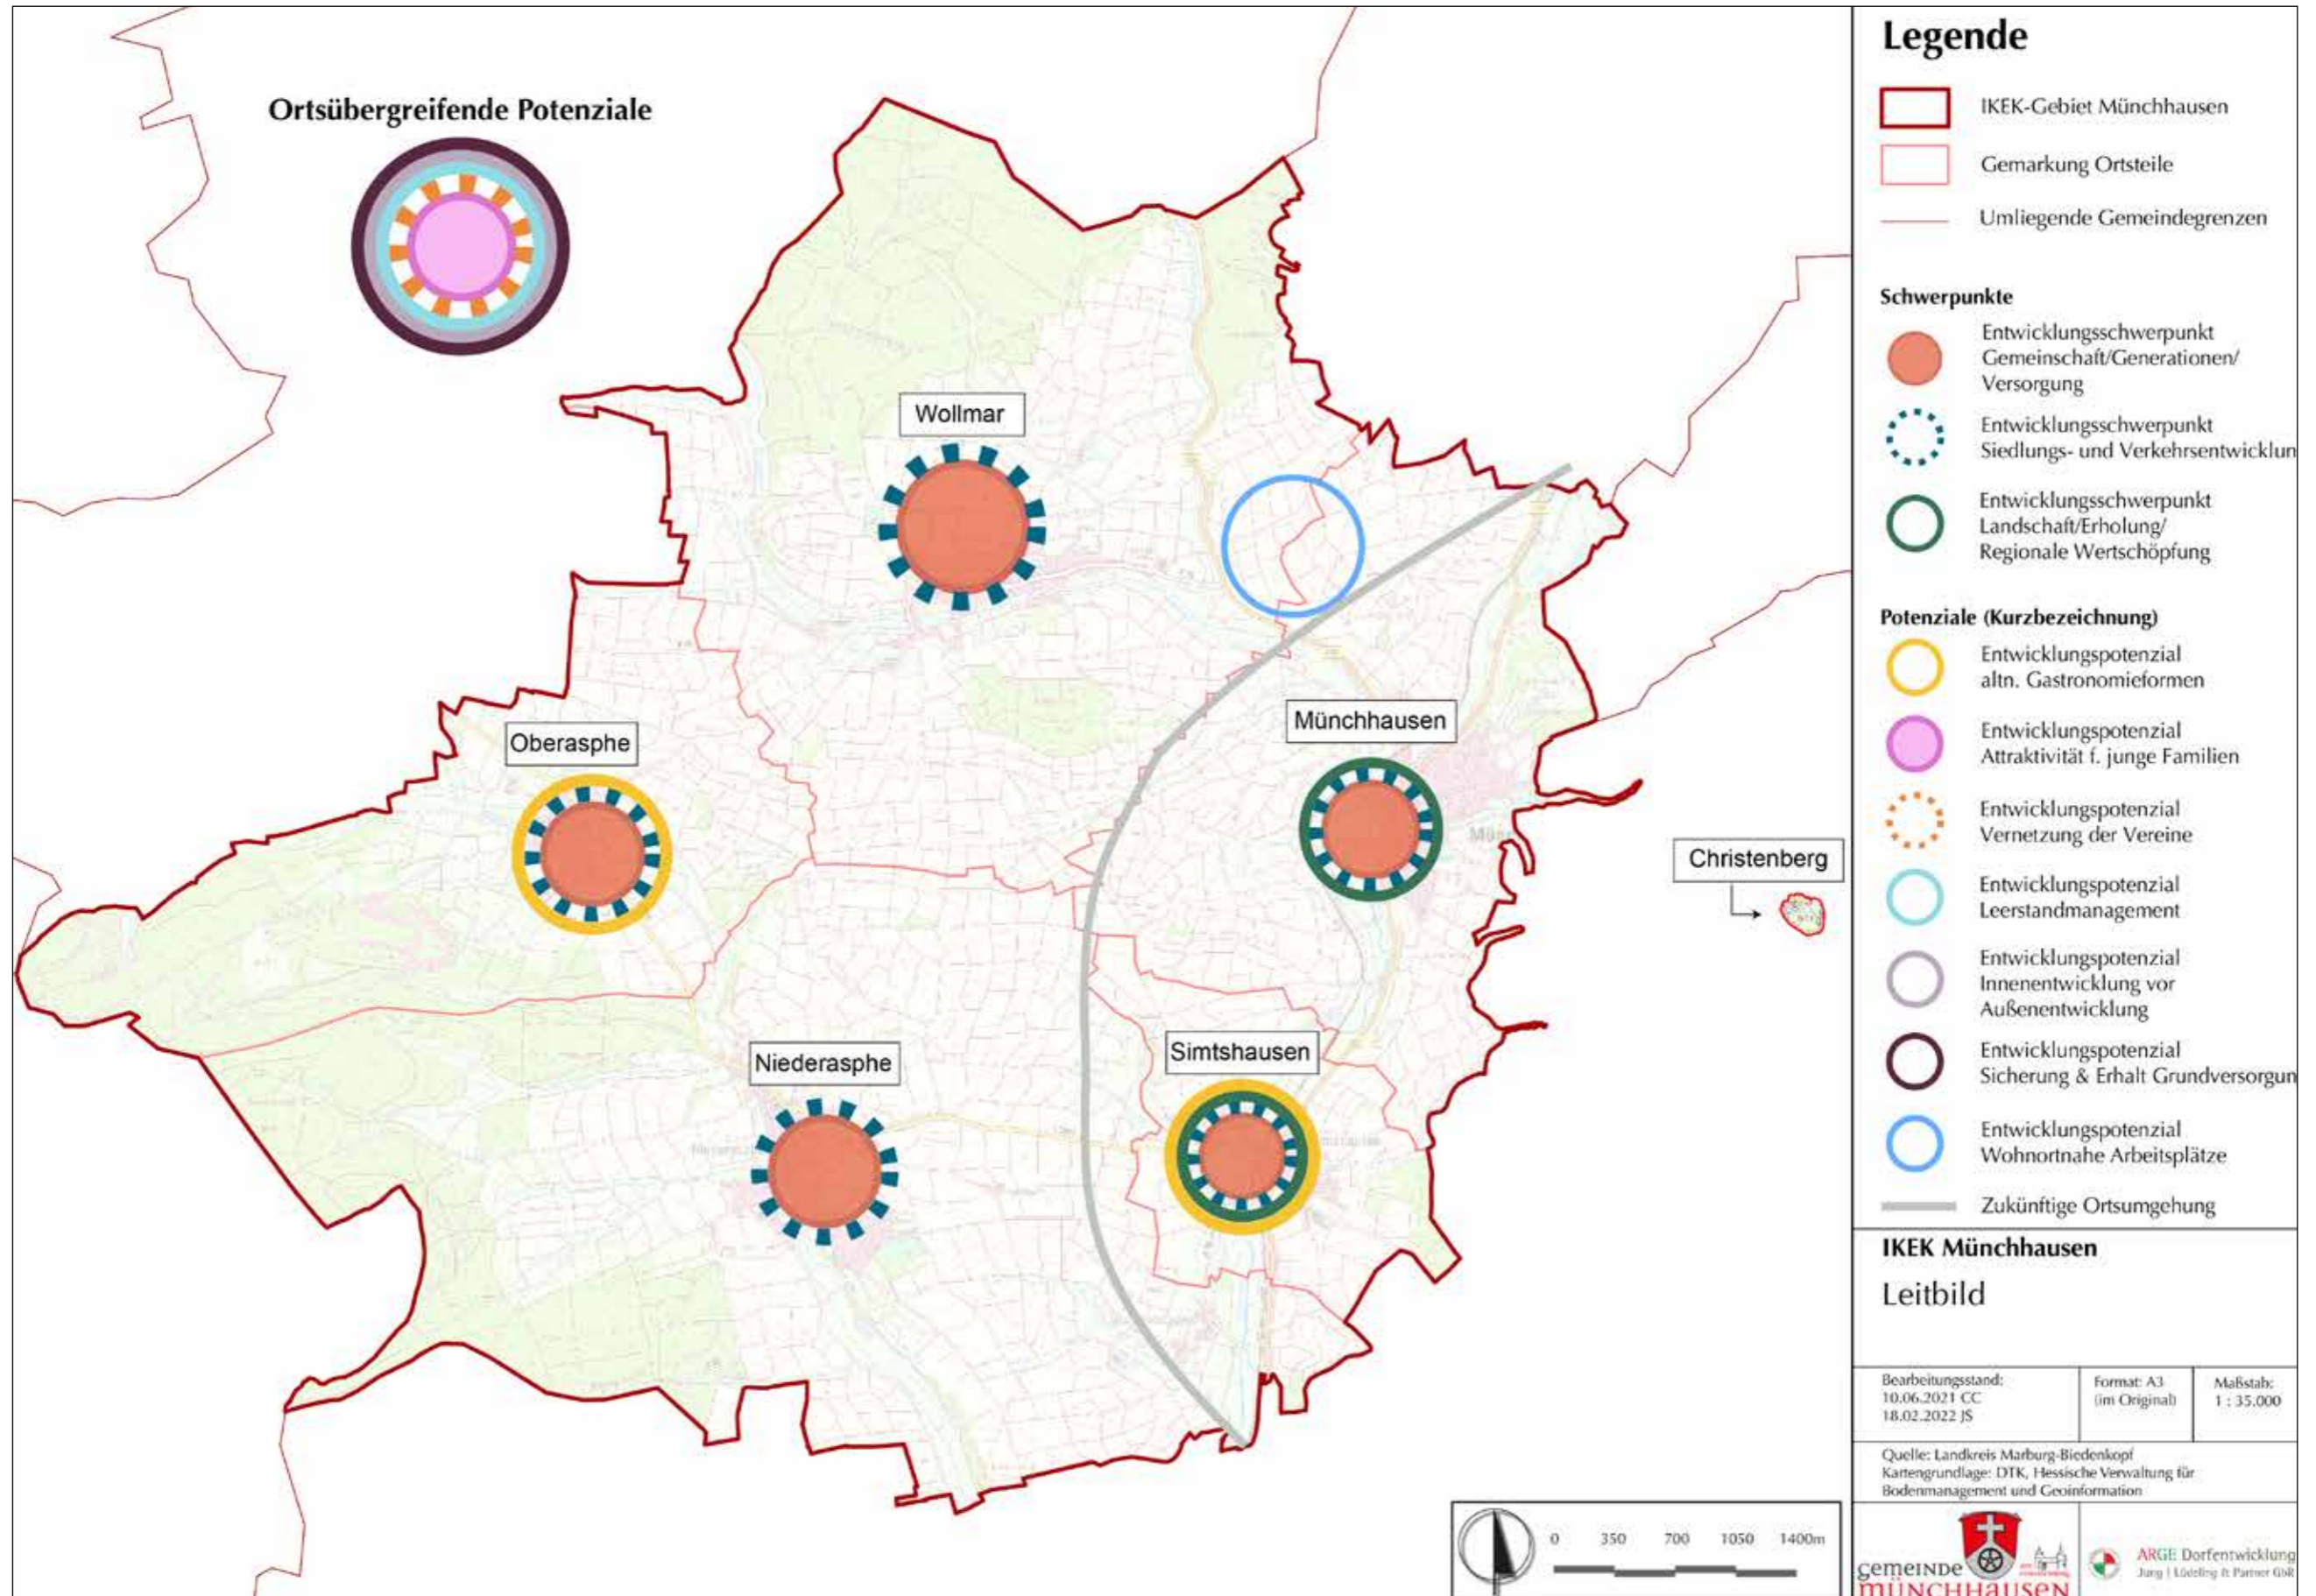 Ortsübergreifende Potenziale
Wollmar
Oberasphe
Münchhausen
Christenberg
Niederasphe
Simtshausen
0 350 700 1050 1400m
Legende
IKEK-Gebiet Münchhausen
Gemarkung Ortsteile
Umliegende Gemeindegrenzen
Schwerpunkte
Entwicklungsschwerpunkt
Gemeinschaft/Generationen/
Versorgung
Entwicklungsschwerpunkt
Siedlungs- und Verkehrsentwicklun
Entwicklungsschwerpunkt
Landschaft/Erholung/
Regionale Wertschöpfung
Potenziale (Kurzbezeichnung)
Entwicklungspotenzial
altn. Gastronomieformen
Entwicklungspotenzial
Attraktivität f. junge Familien
Entwicklungspotenzial
Vernetzung der Vereine
Entwicklungspotenzial
Leerstandmanagement
Entwicklungspotenzial
Innenentwicklung vor
Außenentwicklung
Entwicklungspotenzial
Sicherung & Erhalt Grundversorgun
Entwicklungspotenzial
Wohnortnahe Arbeitsplätze
Zukünftige Ortsumgehung
IKEK Münchhausen
Leitbild
Bearbeitungsstand:
10.06.2021 CC
18.02.2022 JS
Format: A3
(im Original)
Maßstab:
1 : 35.000
Quelle: Landkreis Marburg-Biedenkopf
Kartengrundlage: DTK, Hessische Verwaltung für
Bodenmanagement und Geoinformation
GEMEINDE
MÜNCHHAUSEN
ARGE Dorfentwicklung
Jung | Lüdeling & Partner GbR